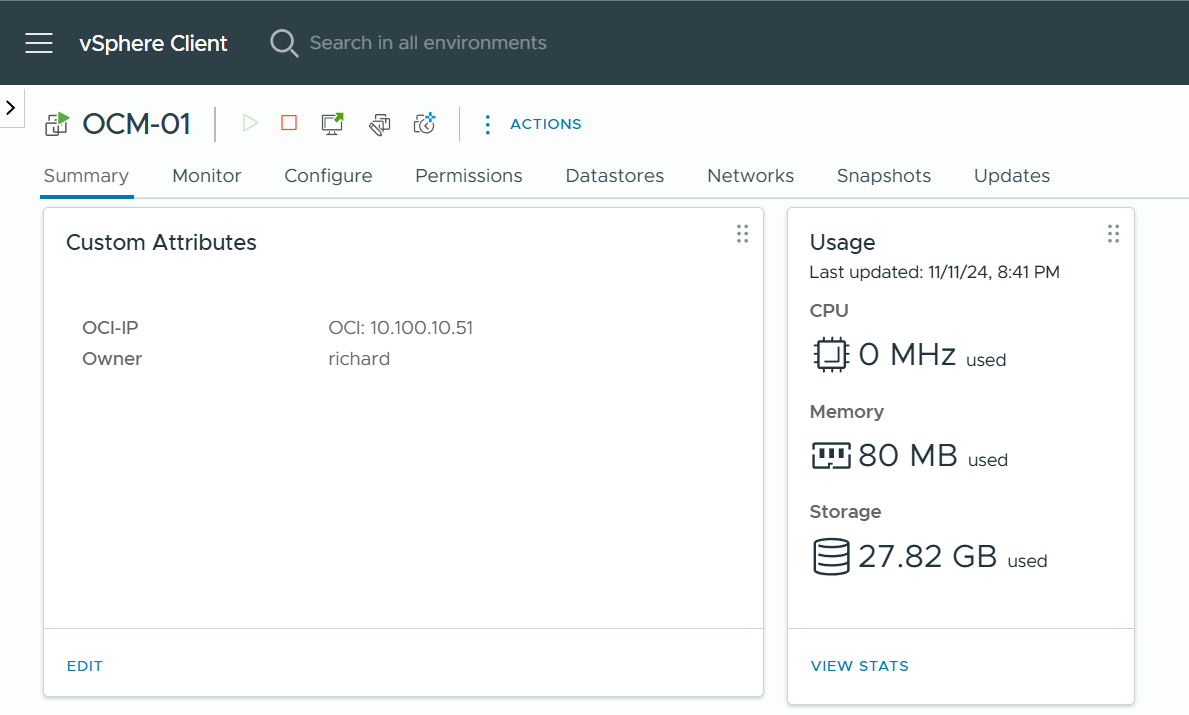 vSphere Client
Search in all environments
OCM-01
ACTIONS
Summary Monitor Configure Permissions Datastores Networks Snapshots Updates
Custom Attributes
OCI-IP OCI: 10.100.10.51
Owner richard
EDIT
Usage
Last updated: 11/11/24, 8:41 PM
CPU
0 MHz used
Memory
80 MB used
Storage
27.82 GB used
VIEW STATS